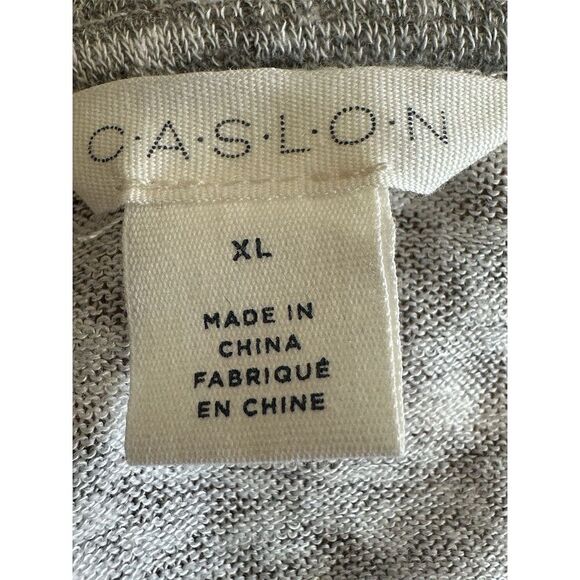 C·A·S·L·O·N
XL
MADE IN
CHINA
FABRIQUÉ
EN CHINE